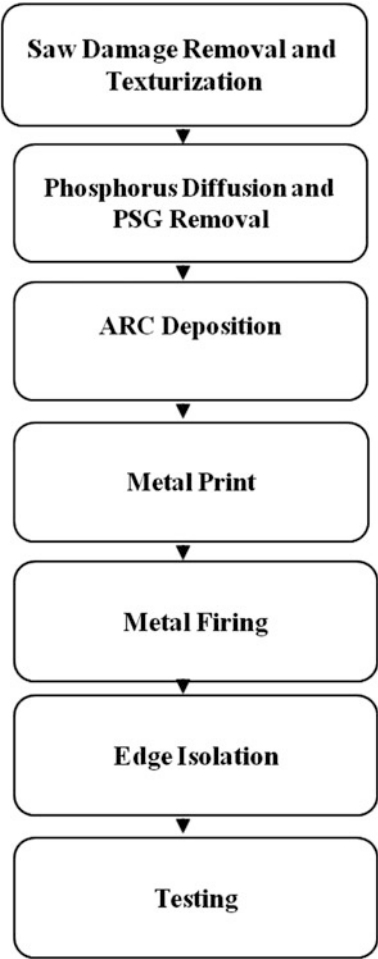 Saw Damage Removal and
Texturization
Phosphorus Diffusion and
PSG Removal
ARC Deposition
Metal Print
Metal Firing
Edge Isolation
Testing